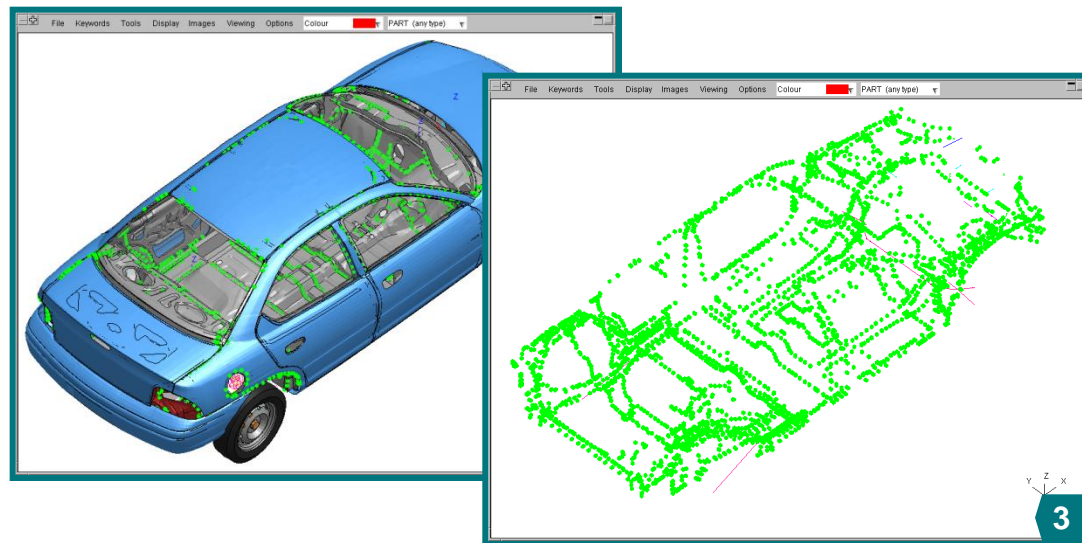 File Keywords Tools Display Images Viewing Options Colour PART (any type)
Z
Z
Z
File Keywords Tools Display Images Viewing Options Colour PART (any type)
Y Z X
3